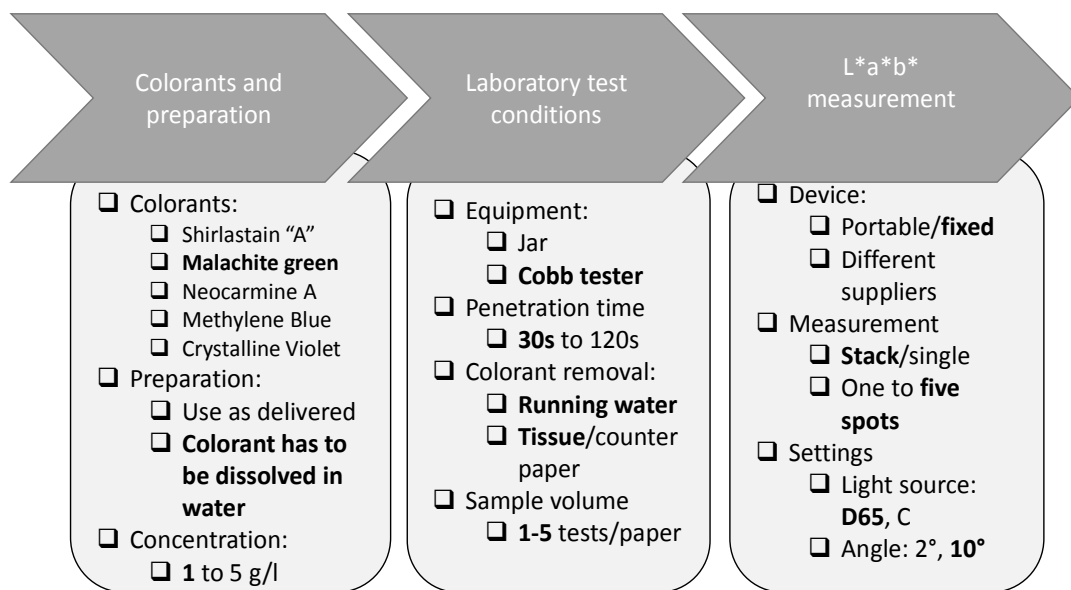 Colorants and
preparation
❑ Colorants:
❑ Shirlastain “A”
❑ Malachite green
❑ Neocarmine A
❑ Methylene Blue
❑ Crystalline Violet
❑ Preparation:
❑ Use as delivered
❑ Colorant has to
be dissolved in
water
❑ Concentration:
❑ 1 to 5 g/l
Laboratory test
conditions
❑ Equipment:
❑ Jar
❑ Cobb tester
❑ Penetration time
❑ 30s to 120s
❑ Colorant removal:
❑ Running water
❑ Tissue/counter
paper
❑ Sample volume
❑ 1-5 tests/paper
L*a*b*
measurement
❑ Device:
❑ Portable/fixed
❑ Different
suppliers
❑ Measurement
❑ Stack/single
❑ One to five
spots
❑ Settings
❑ Light source:
D65, C
❑ Angle: 2°, 10°